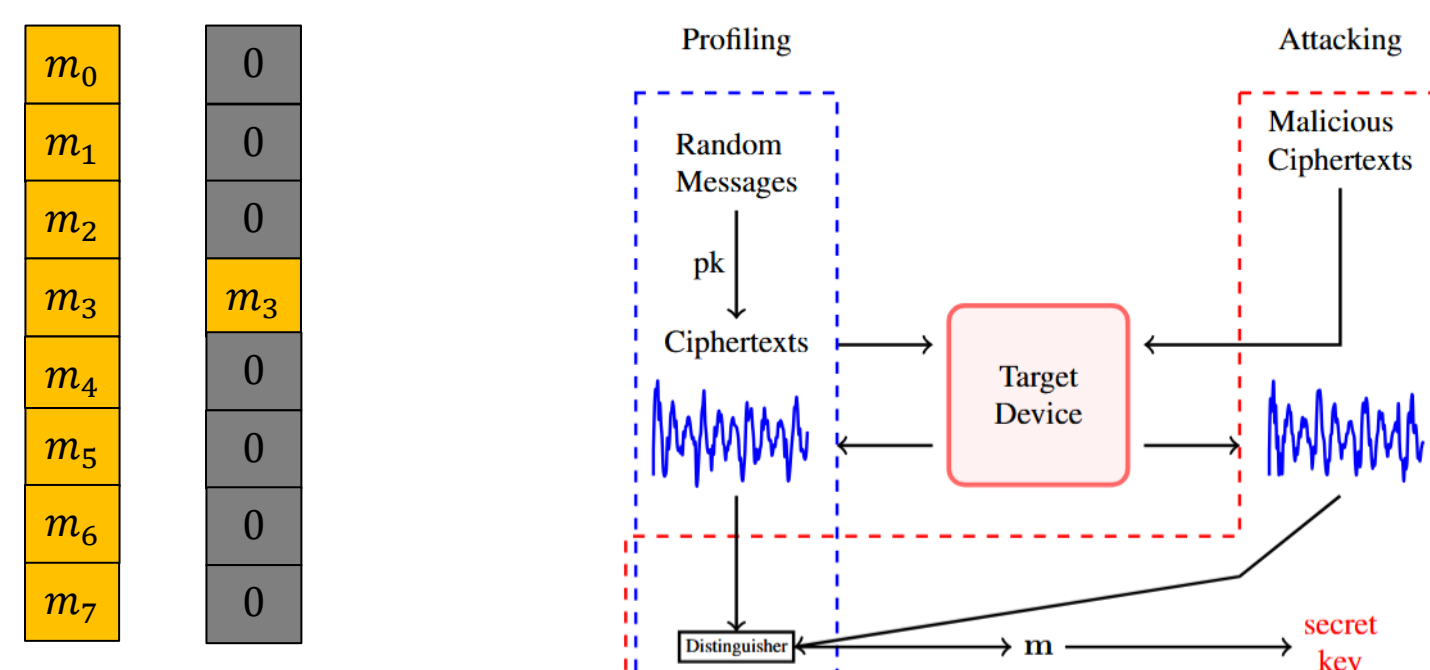 m₀
m₁
m₂
m₃
m₄
m₅
m₆
m₇
0
0
0
m₃
0
0
0
0
Profiling
Random
Messages
pk
Ciphertexts
Target
Device
Attacking
Malicious
Ciphertexts
Distinguisher
m
secret
key